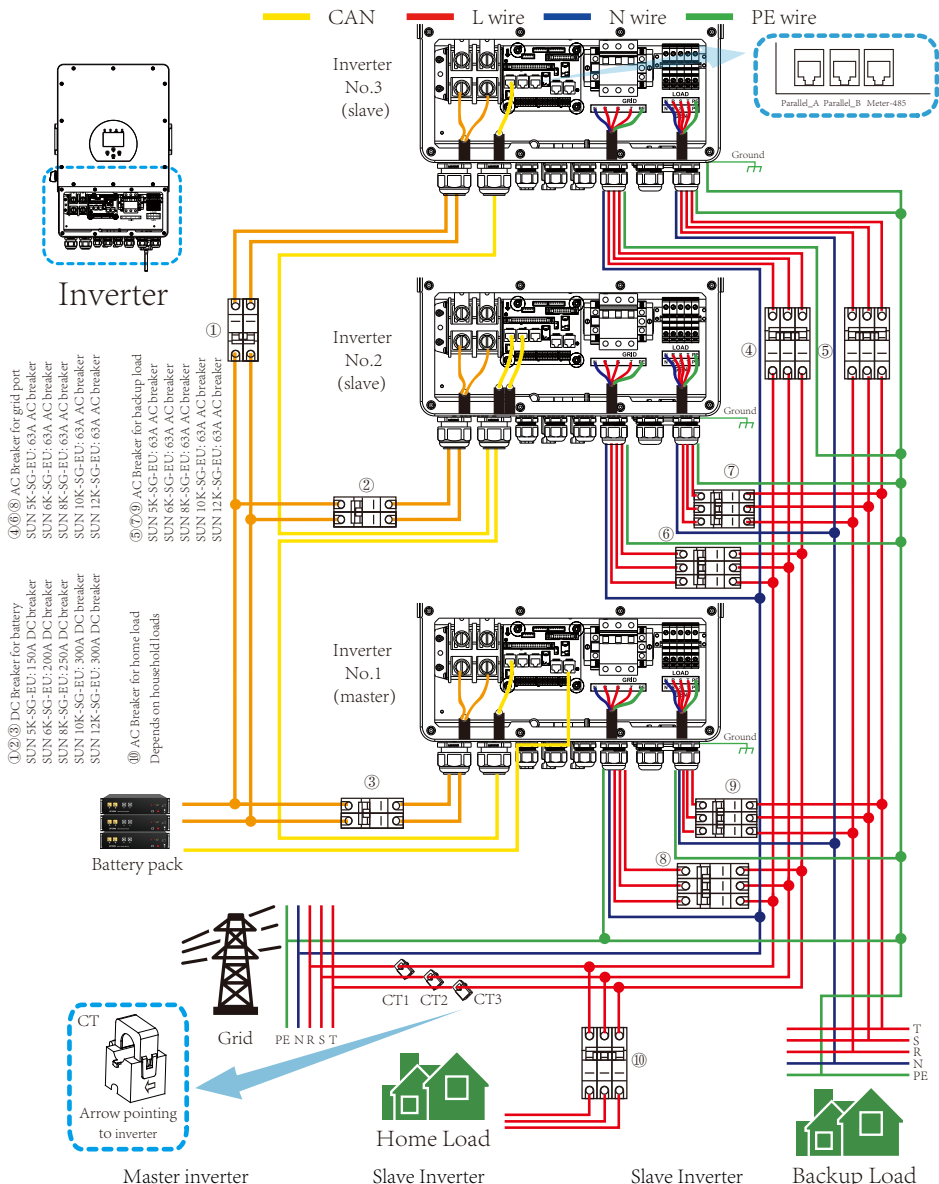 CAN
L wire
N wire
PE wire
Inverter
No.3
(slave)
GRID
LOAD
Parallel_A Parallel_B Meter-485
Ground
Inverter
①
Inverter
No.2
(slave)
GRID
LOAD
Ground
④
⑤
②
⑦
⑥
④⑥⑧ AC Breaker for grid port
SUN 5K-SG-EU: 63A AC breaker
SUN 6K-SG-EU: 63A AC breaker
SUN 8K-SG-EU: 63A AC breaker
SUN 10K-SG-EU: 63A AC breaker
SUN 12K-SG-EU: 63A AC breaker
⑤⑦⑨ AC Breaker for backup load
SUN 5K-SG-EU: 63A AC breaker
SUN 6K-SG-EU: 63A AC breaker
SUN 8K-SG-EU: 63A AC breaker
SUN 10K-SG-EU: 63A AC breaker
SUN 12K-SG-EU: 63A AC breaker
①②③ DC Breaker for battery
SUN 5K-SG-EU: 150A DC breaker
SUN 6K-SG-EU: 200A DC breaker
SUN 8K-SG-EU: 250A DC breaker
SUN 10K-SG-EU: 300A DC breaker
SUN 12K-SG-EU: 300A DC breaker
⑩ AC Breaker for home load
Depends on household loads
Inverter
No.1
(master)
GRID
LOAD
Ground
③
⑨
⑧
Battery pack
CT1
CT2
CT3
Grid
PE N R S T
CT
Arrow pointing
to inverter
⑩
Home Load
T
S
R
N
PE
Backup Load
Master inverter
Slave Inverter
Slave Inverter